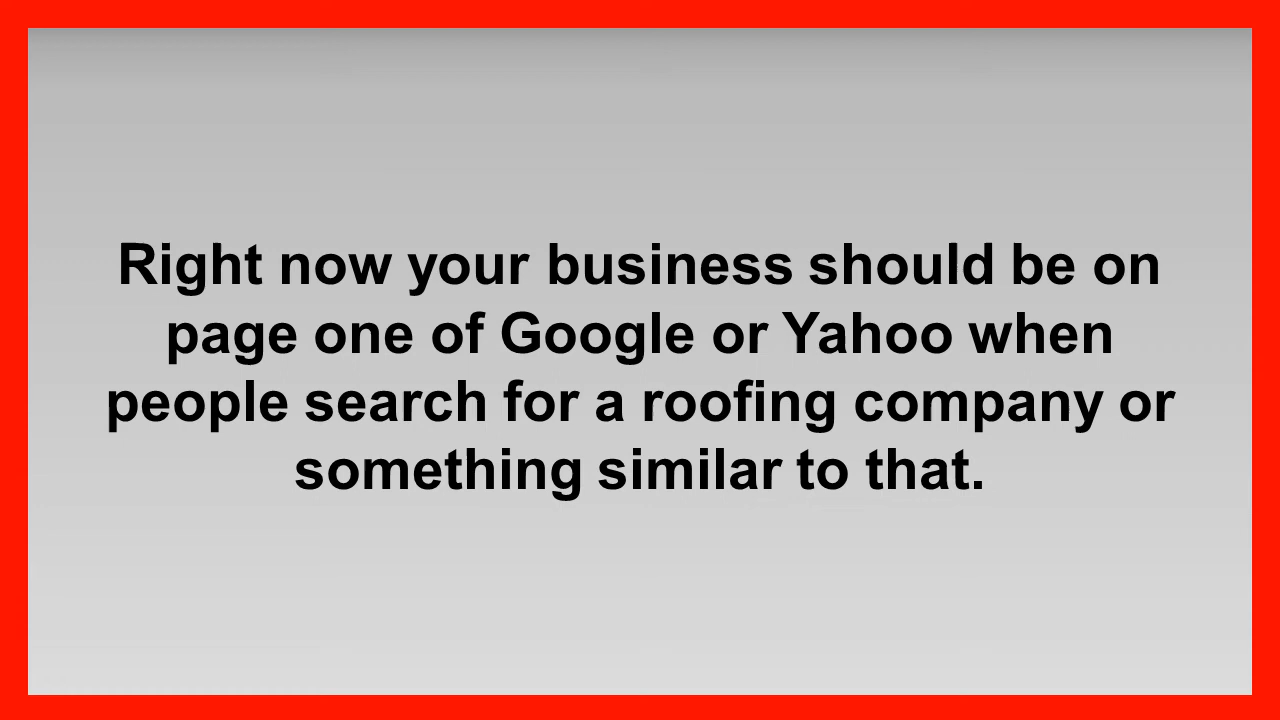 Right now your business should be on
page one of Google or Yahoo when
people search for a roofing company or
something similar to that.